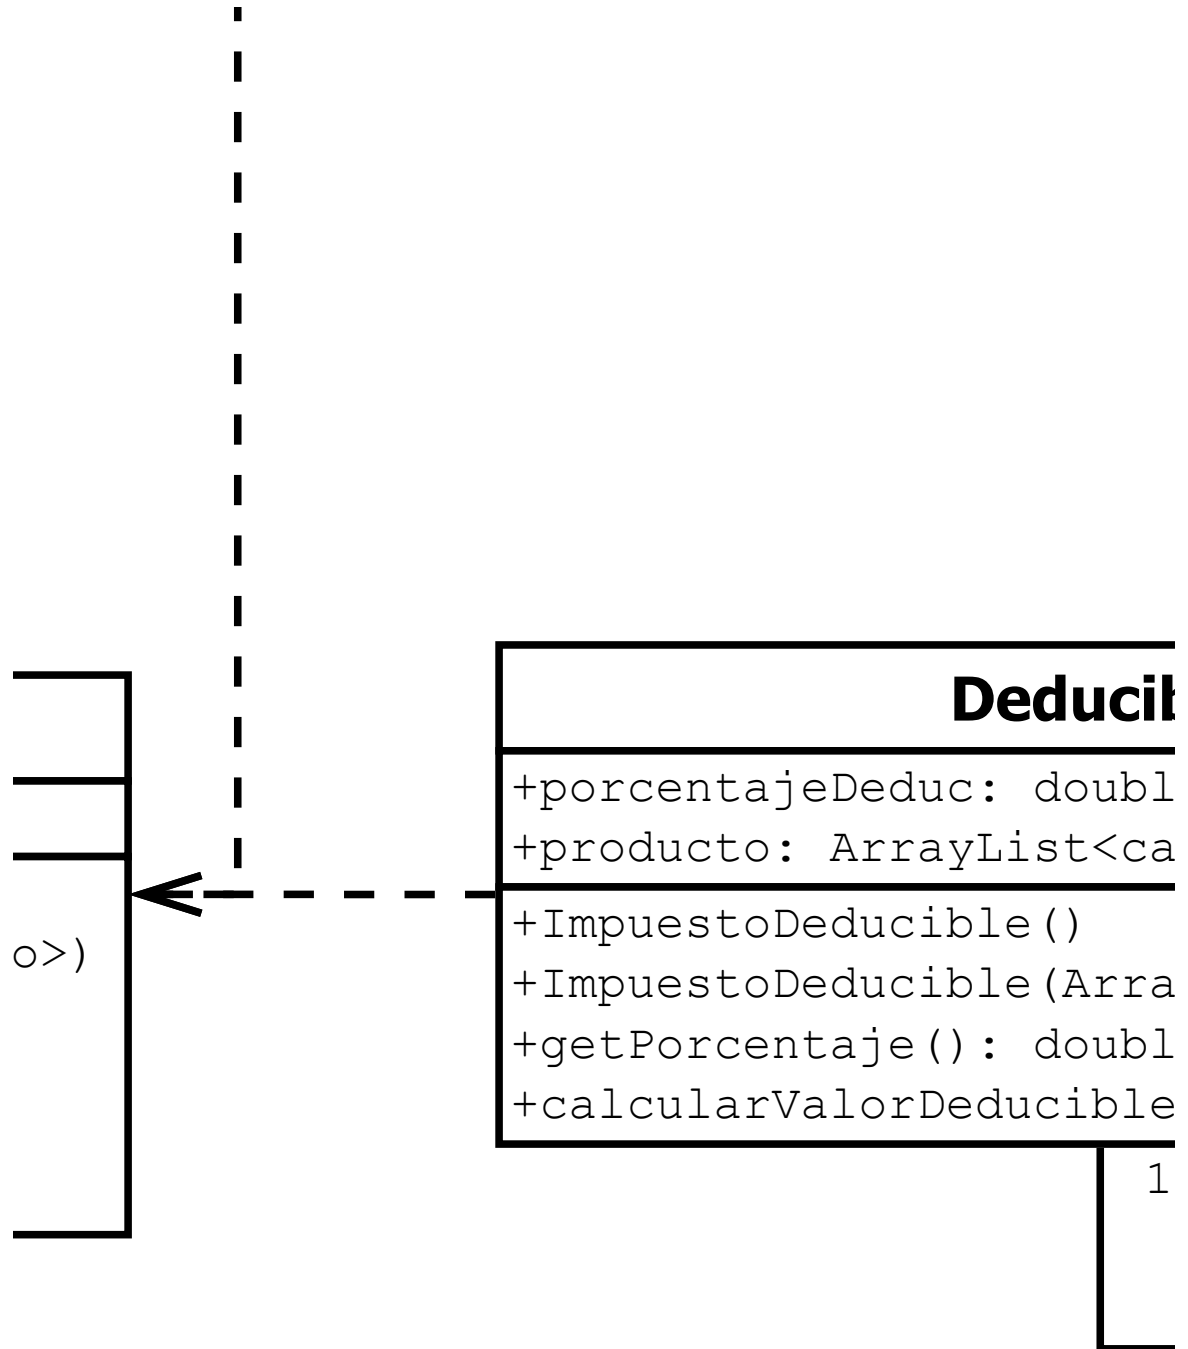 Deducib
+porcentajeDeduc: doubl
+producto: ArrayList<ca
+ImpuestoDeducible()
o>)
+ImpuestoDeducible(Arra
+getPorcentaje(): doubl
+calcularValorDeducible
1